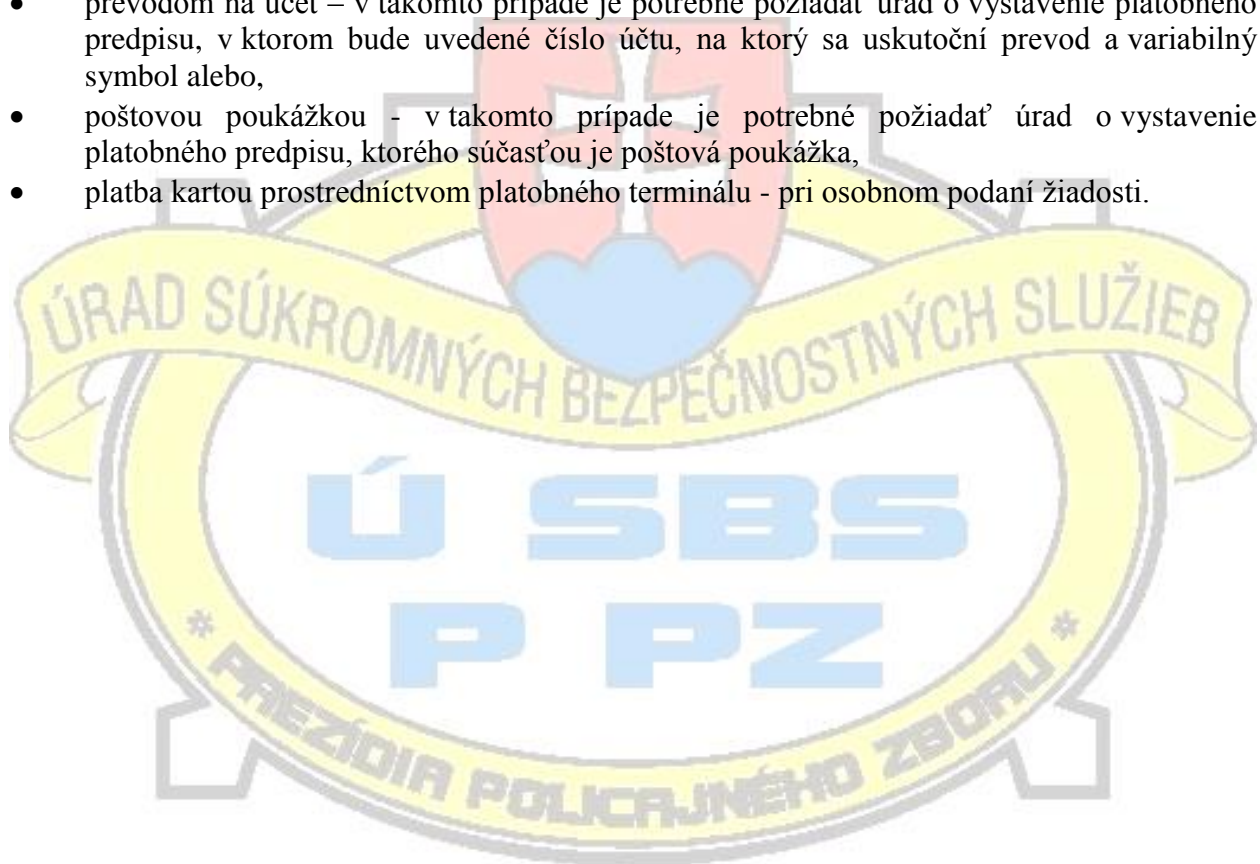 • prevodom na účet – v takomto prípade je potrebné požiadať úrad o vystavenie platobného
predpisu, v ktorom bude uvedené číslo účtu, na ktorý sa uskutoční prevod a variabilný
symbol alebo,
• poštovou poukážkou - v takomto prípade je potrebné požiadať úrad o vystavenie
platobného predpisu, ktorého súčasťou je poštová poukážka,
• platba kartou prostredníctvom platobného terminálu - pri osobnom podaní žiadosti.
ÚRAD SÚKROMNÝCH BEZPEČNOSTNÝCH SLUŽIEB
Ú SBS
P PZ
* PREZÍDIA POLICAJNÉHO ZBORU *